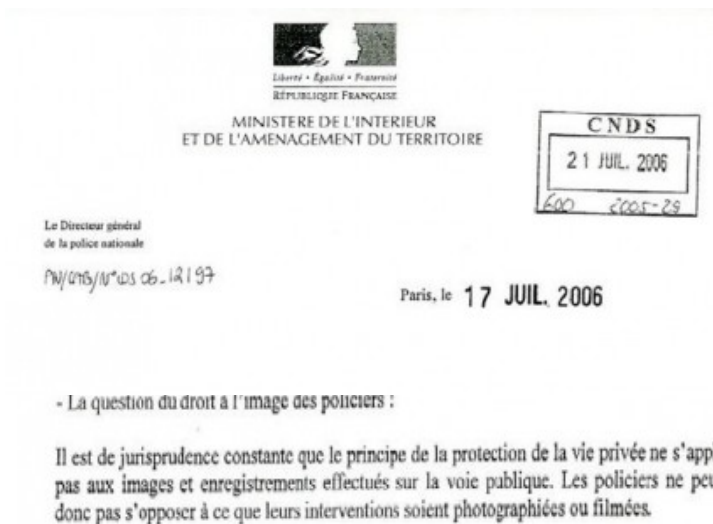 Liberté • Égalité • Fraternité
RÉPUBLIQUE FRANÇAISE
MINISTERE DE L'INTERIEUR
ET DE L'AMENAGEMENT DU TERRITOIRE
CNDS
21 JUIL. 2006
600 2005-29
Le Directeur général
de la police nationale
Paris, le 17 JUIL. 2006
- La question du droit à l'image des policiers :
Il est de jurisprudence constante que le principe de la protection de la vie privée ne s'appl
pas aux images et enregistrements effectués sur la voie publique. Les policiers ne peu
donc pas s'opposer à ce que leurs interventions soient photographiées ou filmées.